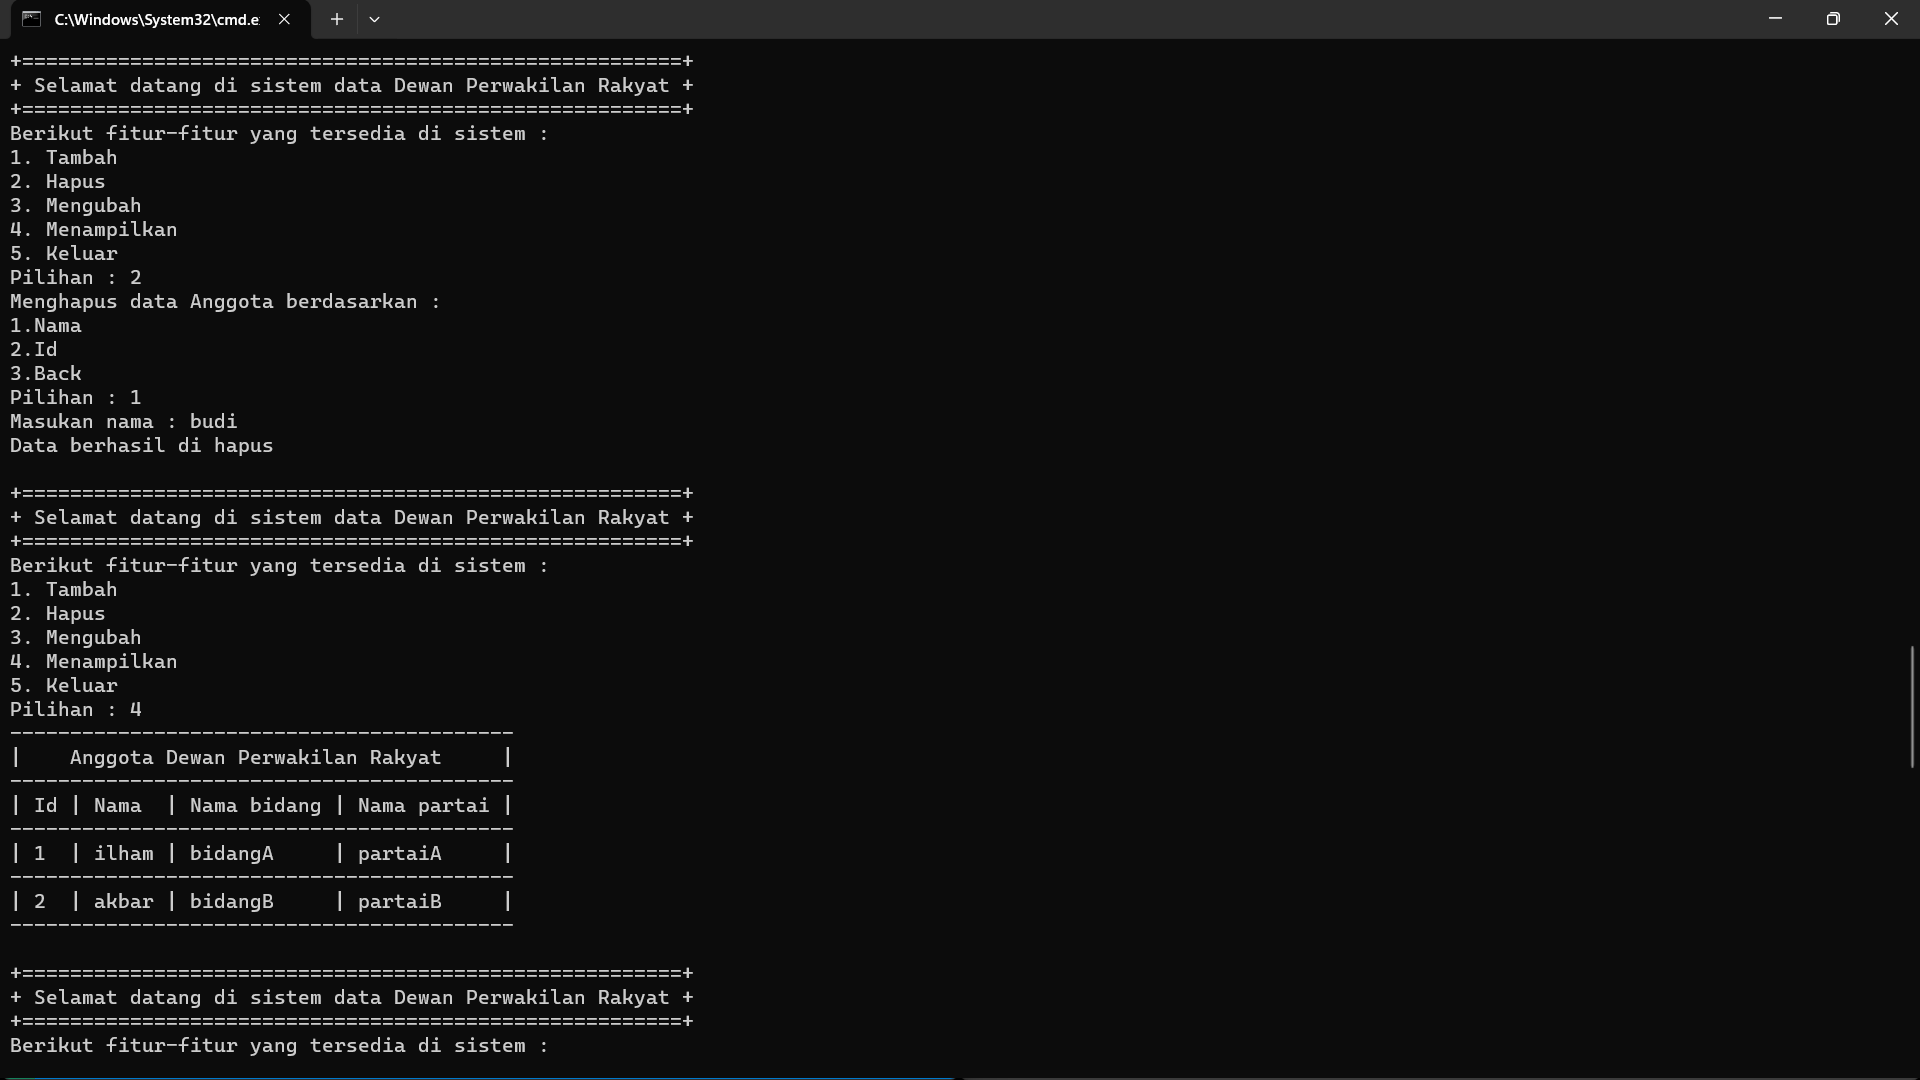 C:\Windows\System32\cmd.e
+=======================================================+
+ Selamat datang di sistem data Dewan Perwakilan Rakyat +
+=======================================================+
Berikut fitur-fitur yang tersedia di sistem :
1. Tambah
2. Hapus
3. Mengubah
4. Menampilkan
5. Keluar
Pilihan : 2
Menghapus data Anggota berdasarkan :
1.Nama
2.Id
3.Back
Pilihan : 1
Masukan nama : budi
Data berhasil di hapus

+=======================================================+
+ Selamat datang di sistem data Dewan Perwakilan Rakyat +
+=======================================================+
Berikut fitur-fitur yang tersedia di sistem :
1. Tambah
2. Hapus
3. Mengubah
4. Menampilkan
5. Keluar
Pilihan : 4
------------------------------------------
|    Anggota Dewan Perwakilan Rakyat     |
------------------------------------------
| Id | Nama  | Nama bidang | Nama partai |
------------------------------------------
| 1  | ilham | bidangA     | partaiA     |
------------------------------------------
| 2  | akbar | bidangB     | partaiB     |
------------------------------------------

+=======================================================+
+ Selamat datang di sistem data Dewan Perwakilan Rakyat +
+=======================================================+
Berikut fitur-fitur yang tersedia di sistem :